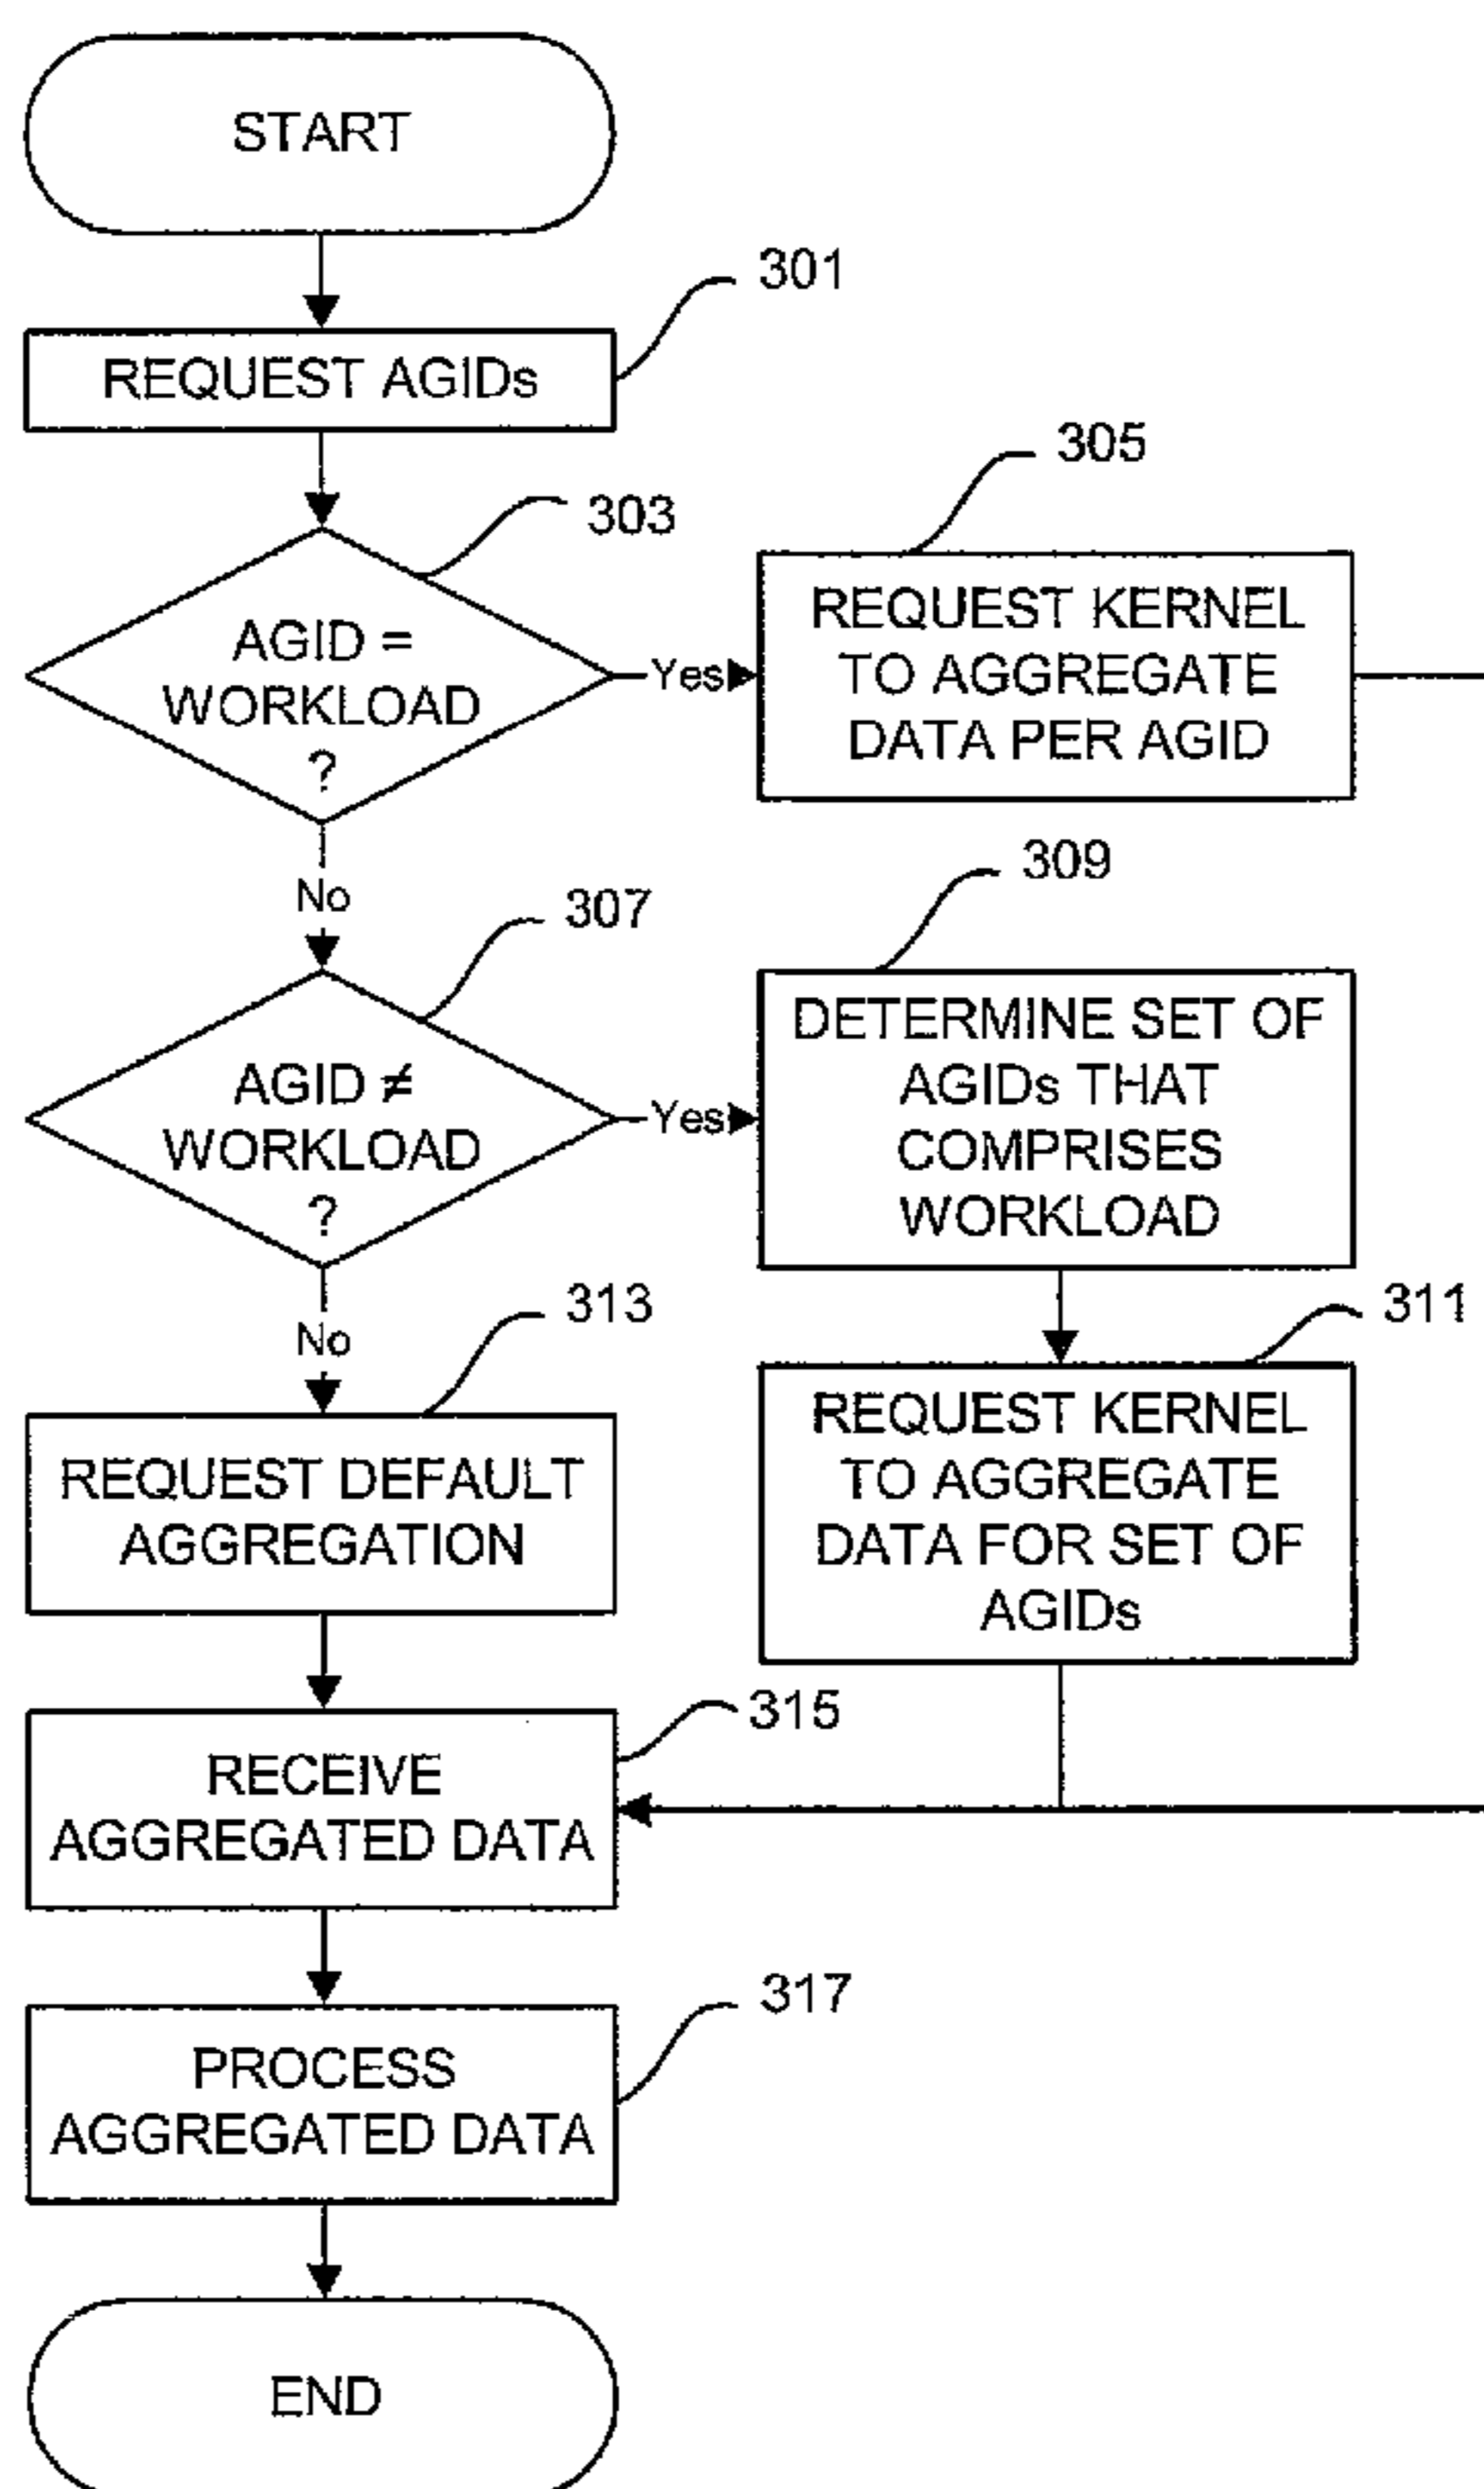 START
301
REQUEST AGIDs
303
AGID =
WORKLOAD
?
Yes
305
REQUEST KERNEL
TO AGGREGATE
DATA PER AGID
No
307
AGID ≠
WORKLOAD
?
Yes
309
DETERMINE SET OF
AGIDs THAT
COMPRISES
WORKLOAD
311
REQUEST KERNEL
TO AGGREGATE
DATA FOR SET OF
AGIDs
No
313
REQUEST DEFAULT
AGGREGATION
315
RECEIVE
AGGREGATED DATA
317
PROCESS
AGGREGATED DATA
END